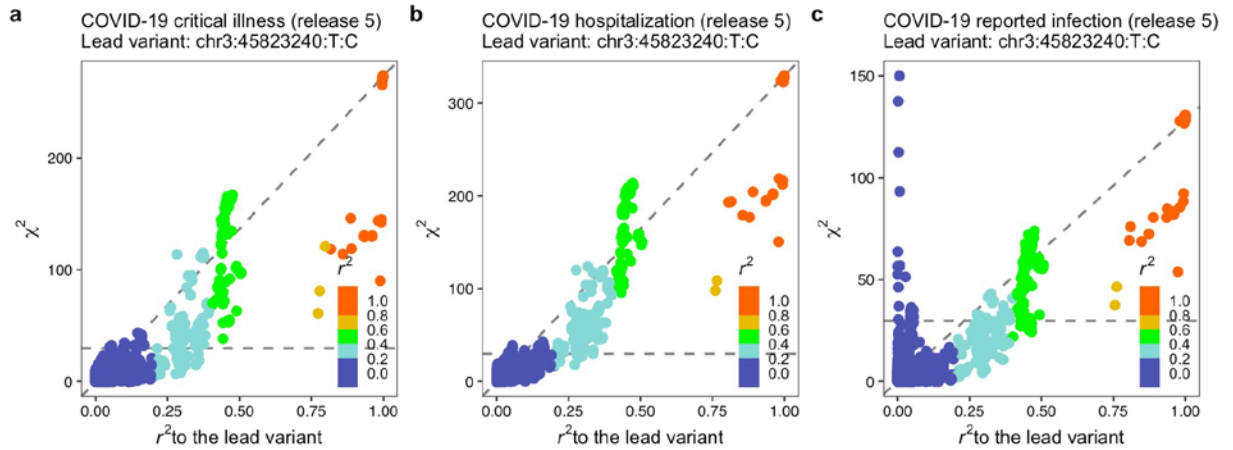 a
COVID-19 critical illness (release 5)
Lead variant: chr3:45823240:T:C
χ²
200
100
0
0.00
0.25
0.50
0.75
1.00
r² to the lead variant
r²
1.0
0.8
0.6
0.4
0.2
0.0
b
COVID-19 hospitalization (release 5)
Lead variant: chr3:45823240:T:C
χ²
300
200
100
0
0.00
0.25
0.50
0.75
1.00
r² to the lead variant
r²
1.0
0.8
0.6
0.4
0.2
0.0
c
COVID-19 reported infection (release 5)
Lead variant: chr3:45823240:T:C
χ²
150
100
50
0
0.00
0.25
0.50
0.75
1.00
r² to the lead variant
r²
1.0
0.8
0.6
0.4
0.2
0.0